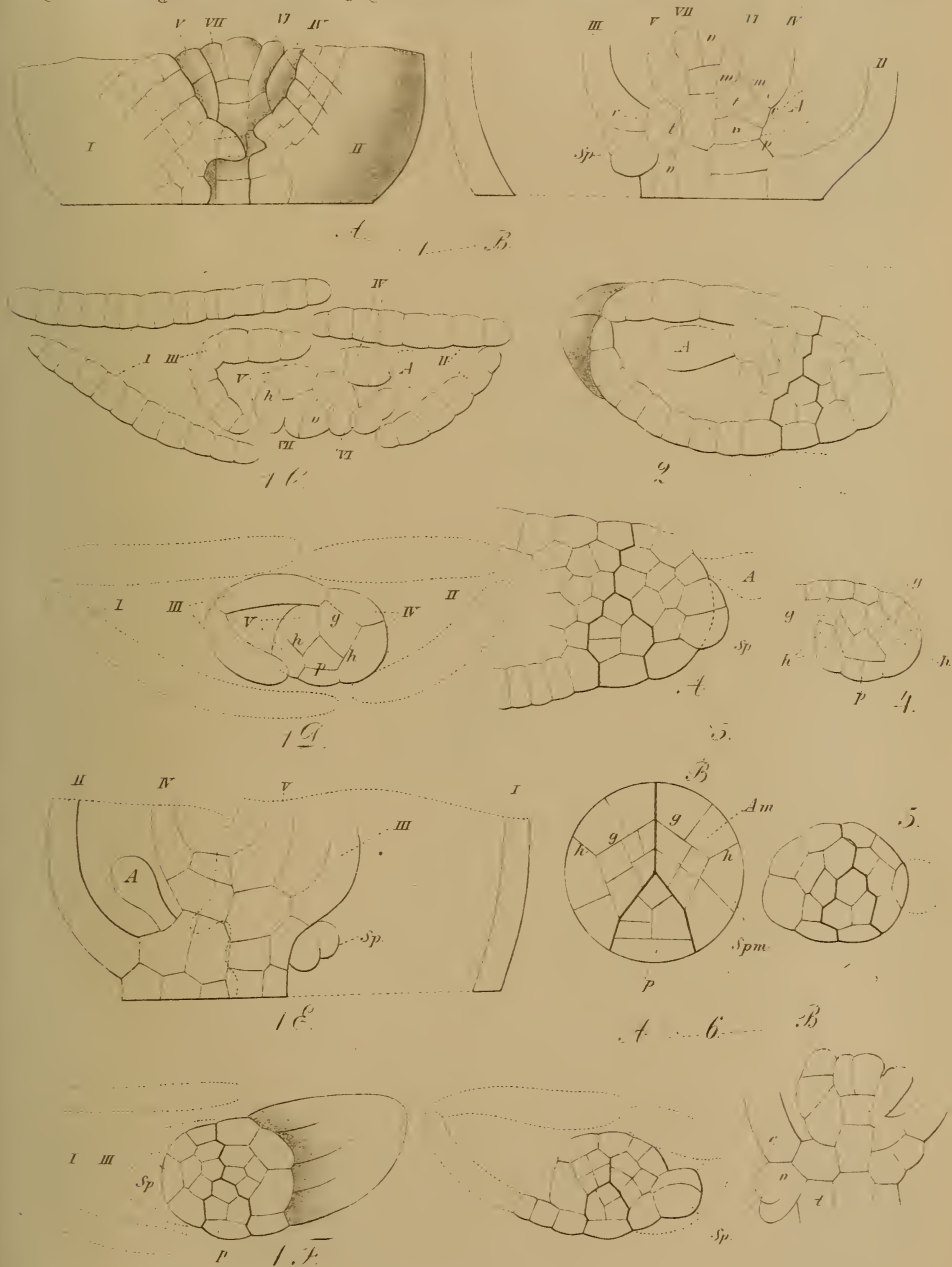 V VII VI IV
I II
A
III V VII VI IV II
n
m m
r t A
t n
Sp n p
1 B
IV
I III V A II
h
n
VII VI
1 C
A
2
I III IV II
V g
h h
p
1 D.
A
Sp
A
3.
g g
h h
p
4.
II IV V I
III
A
Sp.
1 E
B
g g Am
h h
Spm
p
5.
A 6. B
I III
Sp
p
1 F
Sp.
r
n t